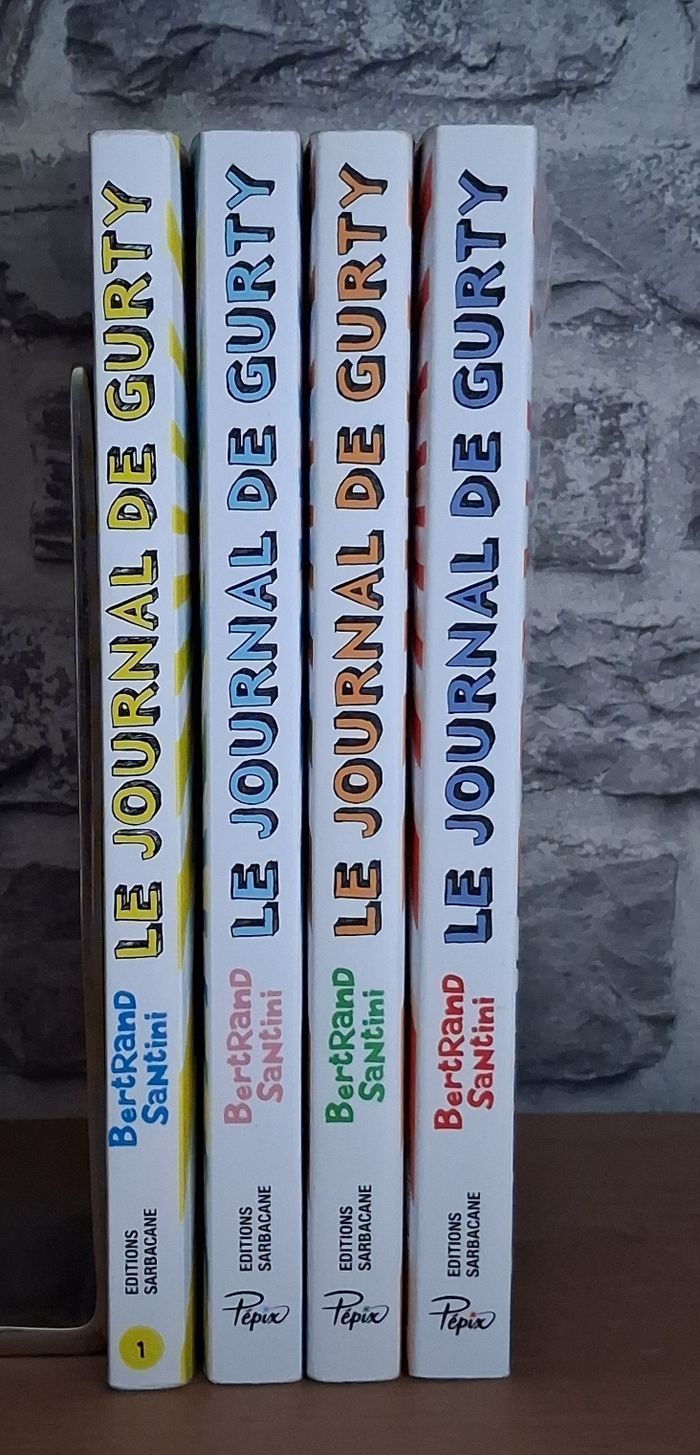 LE JOURNAL DE GURTY
BertRanD
SaNtini
EDITIONS
SARBACANE
1
LE JOURNAL DE GURTY
BertRanD
SaNtini
EDITIONS
SARBACANE
Pépix
LE JOURNAL DE GURTY
BertRanD
SaNtini
EDITIONS
SARBACANE
Pépix
LE JOURNAL DE GURTY
BertRanD
SaNtini
EDITIONS
SARBACANE
Pépix